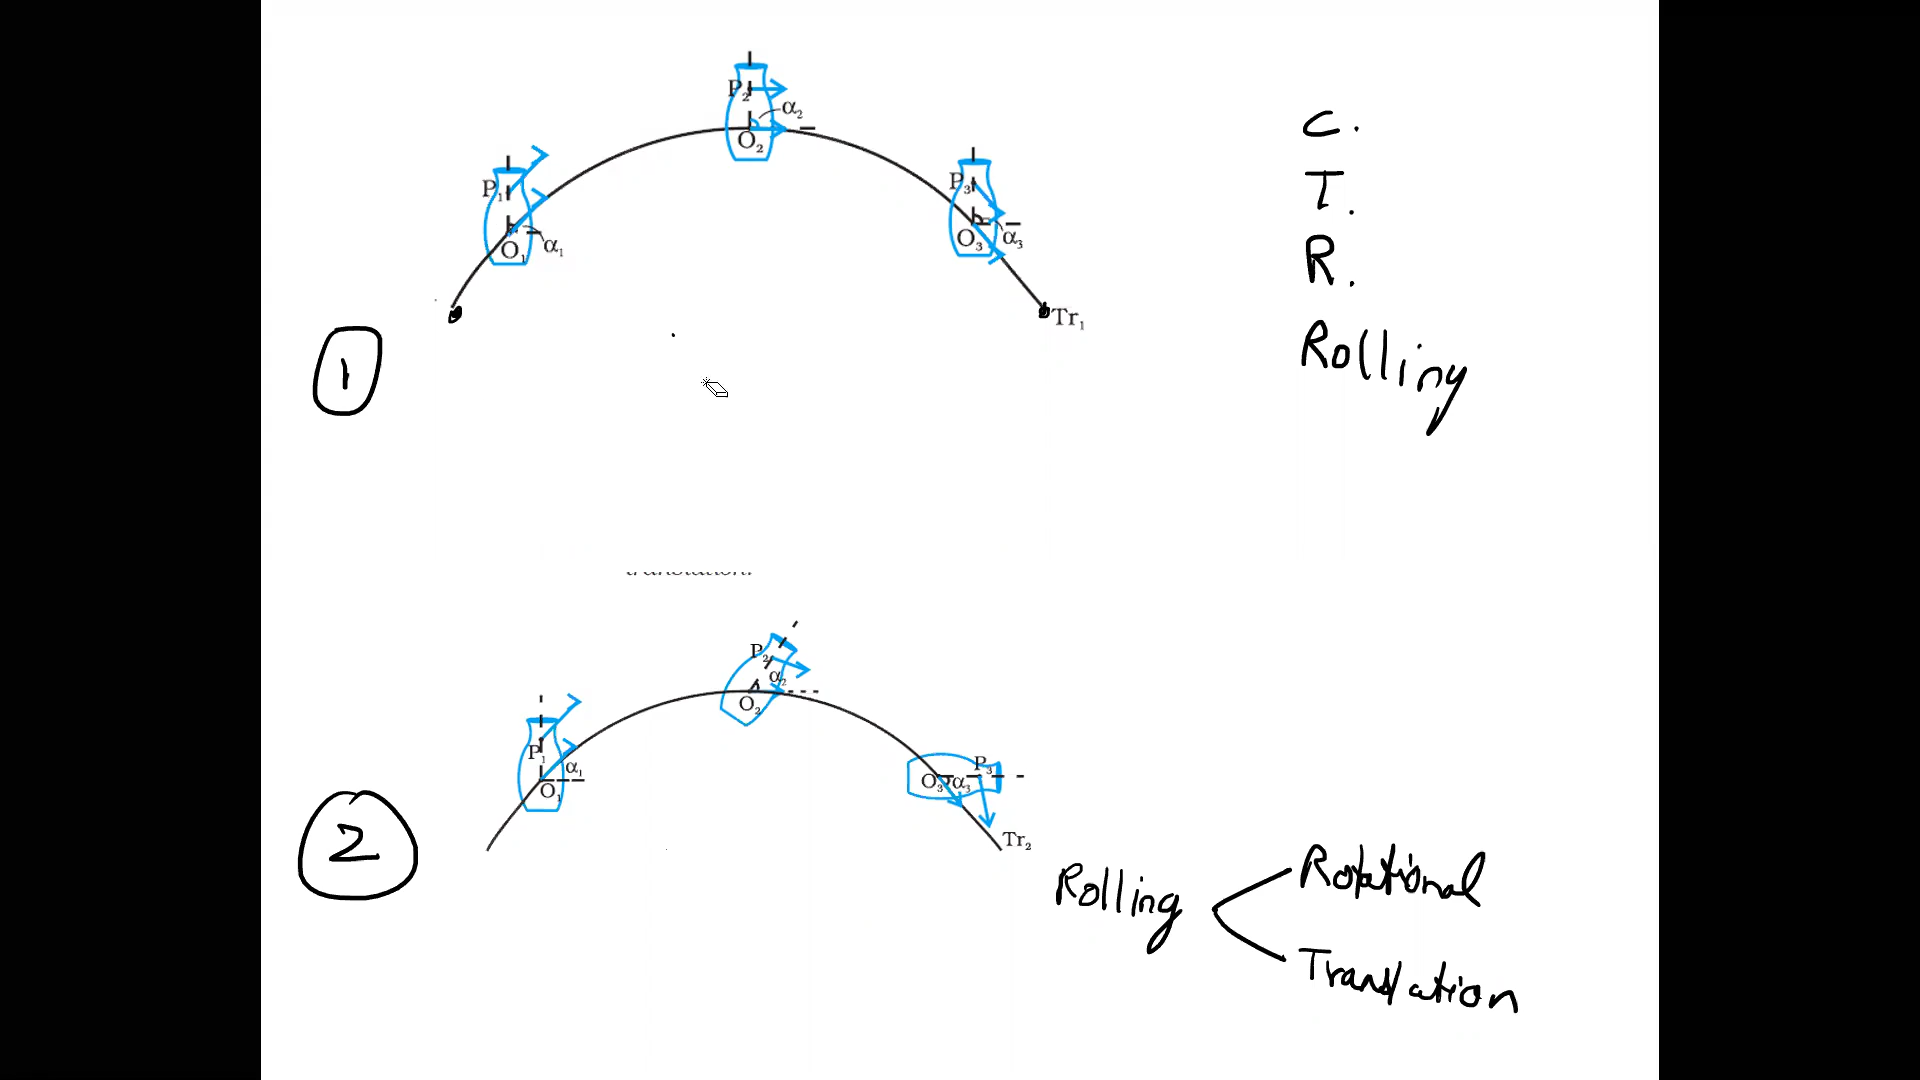 P₂
α₂
O₂
P₁
O₁
α₁
P₃
O₃
α₃
Tr₁
C.
T.
R.
Rolling
1
translation.
P₂
α₂
O₂
P₁
α₁
O₁
P₃
O₃
α₃
Tr₂
2
Rolling
Rotational
Translation